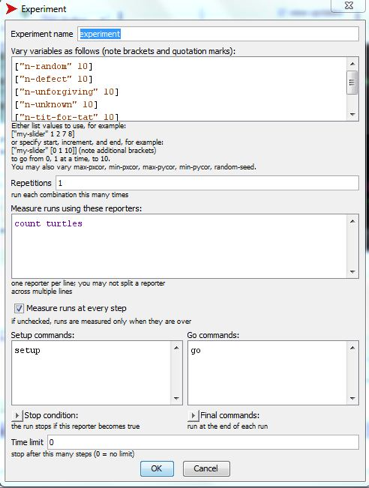 Experiment
Experiment name experiment
Vary variables as follows (note brackets and quotation marks):
["n-random" 10]
["n-defect" 10]
["n-unforgiving" 10]
["n-unknown" 10]
["n-tit-for-tat" 10]
Either list values to use, for example:
["my-slider" 1 2 7 8]
or specify start, increment, and end, for example:
["my-slider" [0 1 10]] (note additional brackets)
to go from 0, 1 at a time, to 10.
You may also vary max-pxcor, min-pxcor, max-pycor, min-pycor, random-seed.
Repetitions 1
run each combination this many times
Measure runs using these reporters:
count turtles
one reporter per line; you may not split a reporter
across multiple lines
Measure runs at every step
if unchecked, runs are measured only when they are over
Setup commands: Go commands:
setup go
Stop condition: Final commands:
the run stops if this reporter becomes true run at the end of each run
Time limit 0
stop after this many steps (0 = no limit)
OK Cancel